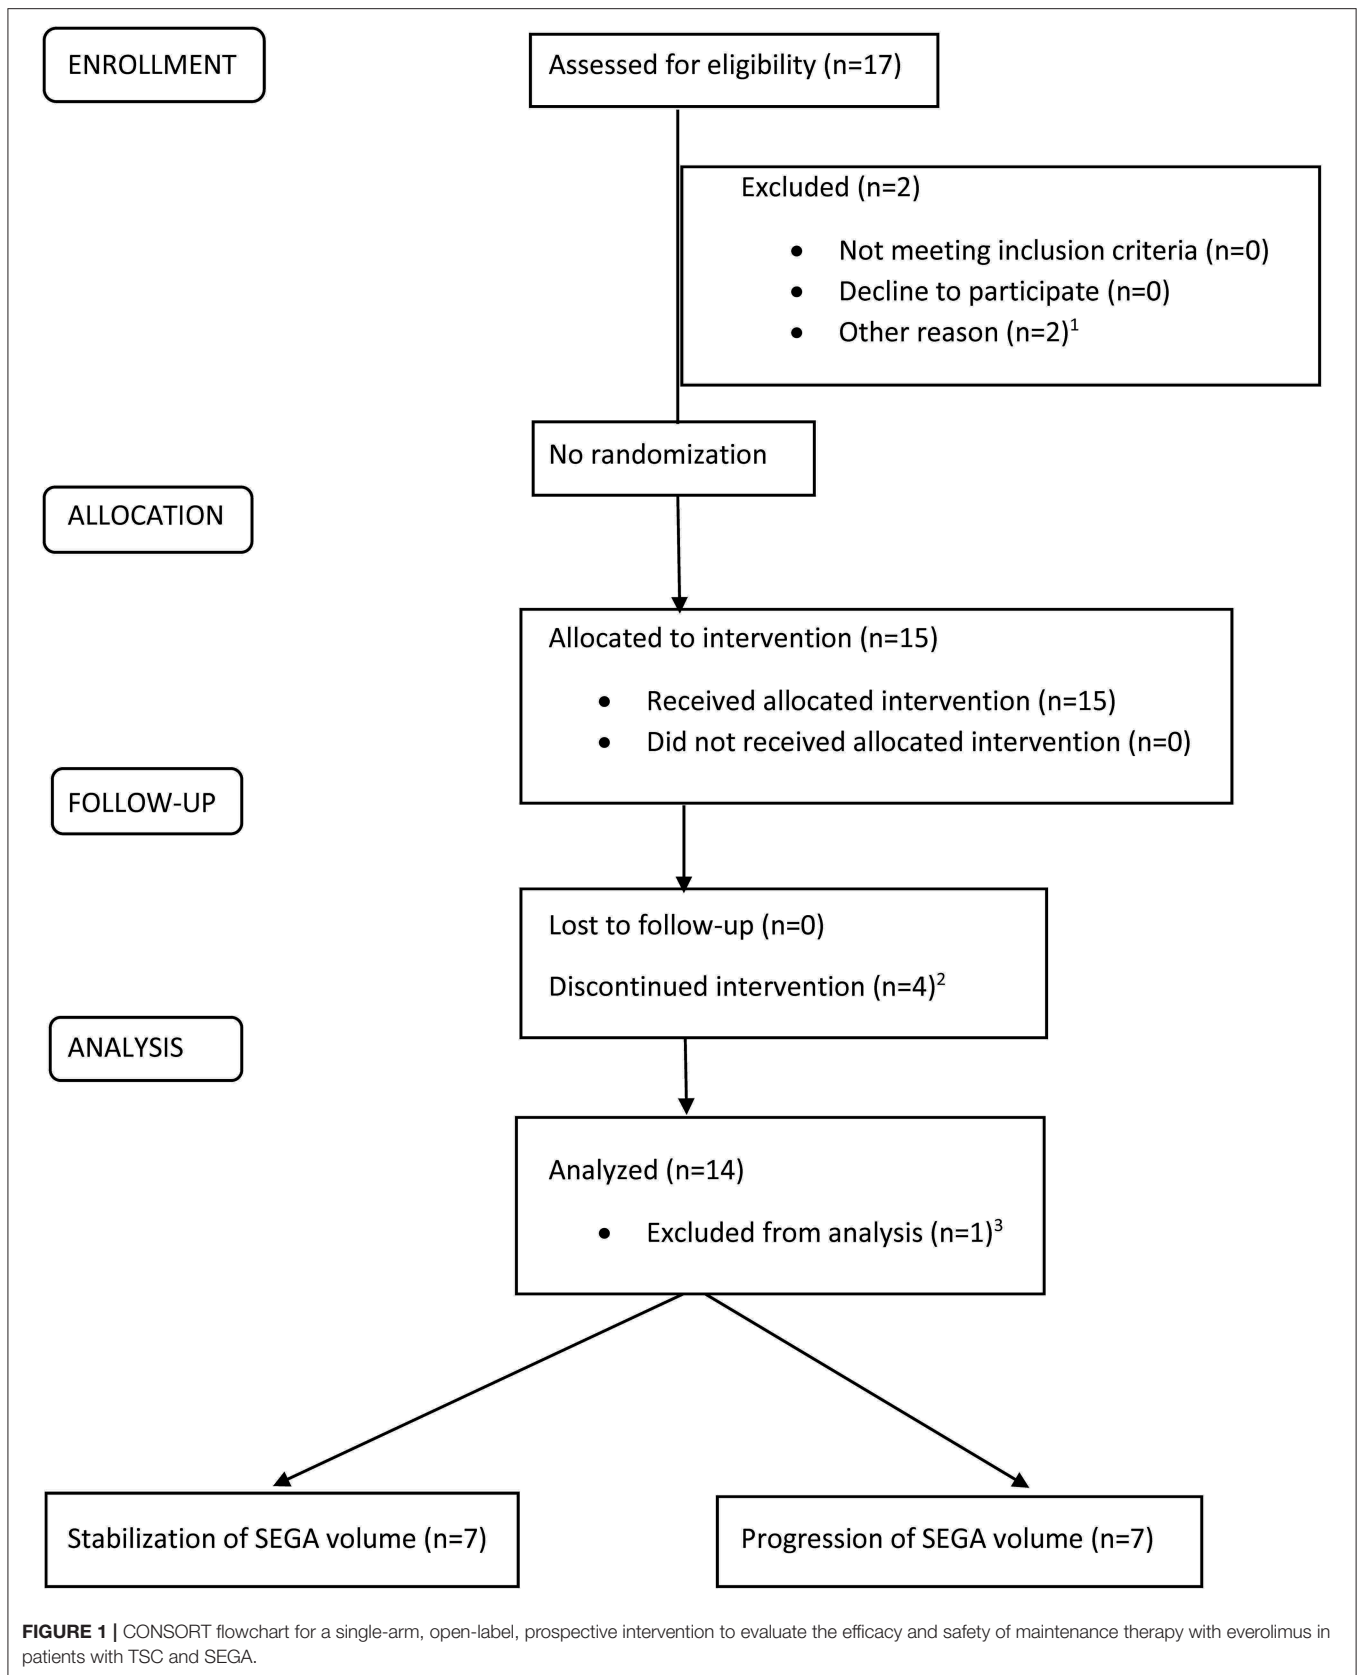 ENROLLMENT
Assessed for eligibility (n=17)
Excluded (n=2)
• Not meeting inclusion criteria (n=0)
• Decline to participate (n=0)
• Other reason (n=2)¹
No randomization
ALLOCATION
Allocated to intervention (n=15)
• Received allocated intervention (n=15)
• Did not received allocated intervention (n=0)
FOLLOW-UP
Lost to follow-up (n=0)
Discontinued intervention (n=4)²
ANALYSIS
Analyzed (n=14)
• Excluded from analysis (n=1)³
Stabilization of SEGA volume (n=7)
Progression of SEGA volume (n=7)
FIGURE 1 | CONSORT flowchart for a single-arm, open-label, prospective intervention to evaluate the efficacy and safety of maintenance therapy with everolimus in
patients with TSC and SEGA.